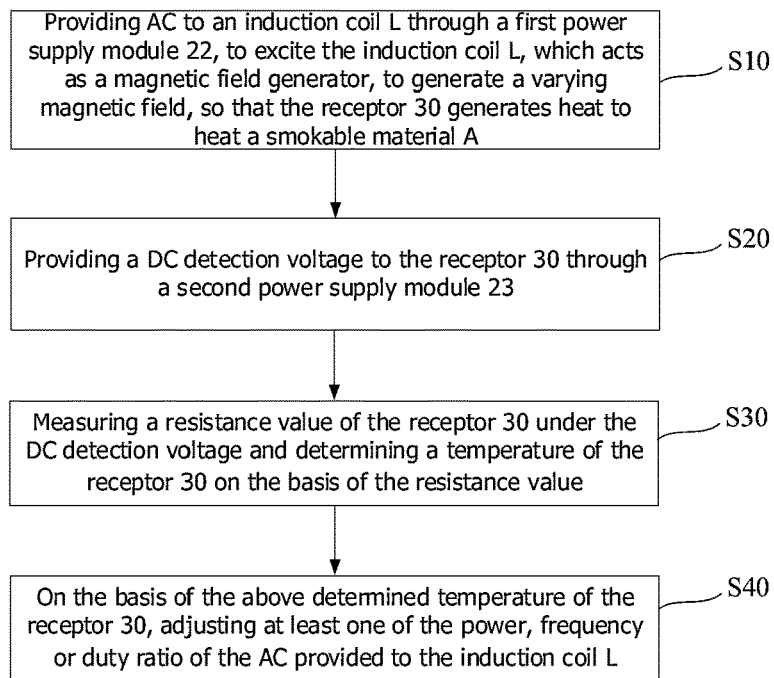 Providing AC to an induction coil L through a first power
supply module 22, to excite the induction coil L, which acts
as a magnetic field generator, to generate a varying
magnetic field, so that the receptor 30 generates heat to
heat a smokable material A
S10
Providing a DC detection voltage to the receptor 30 through
a second power supply module 23
S20
Measuring a resistance value of the receptor 30 under the
DC detection voltage and determining a temperature of the
receptor 30 on the basis of the resistance value
S30
On the basis of the above determined temperature of the
receptor 30, adjusting at least one of the power, frequency
or duty ratio of the AC provided to the induction coil L
S40